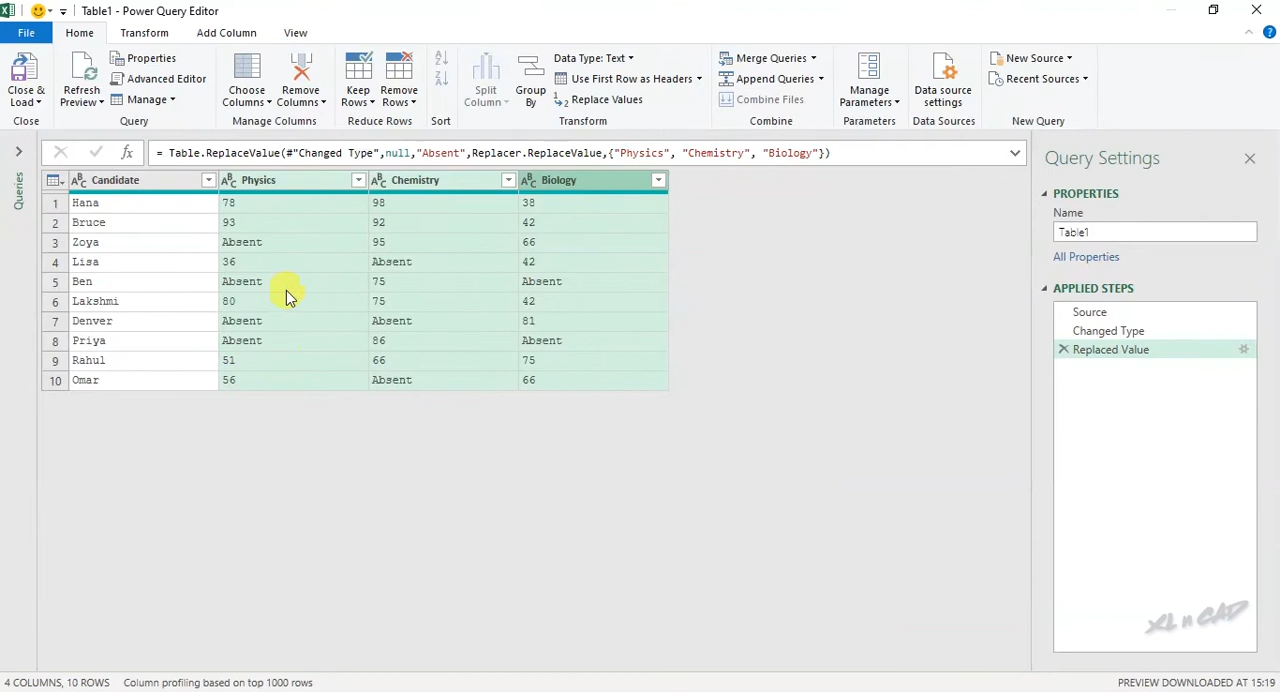 Table1 - Power Query Editor
File Home Transform Add Column View
Close & Load
Refresh Preview
Properties
Advanced Editor
Manage
Choose Columns
Remove Columns
Keep Rows
Remove Rows
Split Column
Group By
Data Type: Text
Use First Row as Headers
Replace Values
Merge Queries
Append Queries
Combine Files
Manage Parameters
Data source settings
New Source
Recent Sources
Close Query Manage Columns Reduce Rows Sort Transform Combine Parameters Data Sources New Query
fx = Table.ReplaceValue(#"Changed Type",null,"Absent",Replacer.ReplaceValue,{"Physics", "Chemistry", "Biology"})
Queries
ABC Candidate ABC Physics ABC Chemistry ABC Biology
1 Hana 78 98 38
2 Bruce 93 92 42
3 Zoya Absent 95 66
4 Lisa 36 Absent 42
5 Ben Absent 75 Absent
6 Lakshmi 80 75 42
7 Denver Absent Absent 81
8 Priya Absent 86 Absent
9 Rahul 51 66 75
10 Omar 56 Absent 66
Query Settings
PROPERTIES
Name
Table1
All Properties
APPLIED STEPS
Source
Changed Type
Replaced Value
XL n CAD
4 COLUMNS, 10 ROWS Column profiling based on top 1000 rows PREVIEW DOWNLOADED AT 15:19